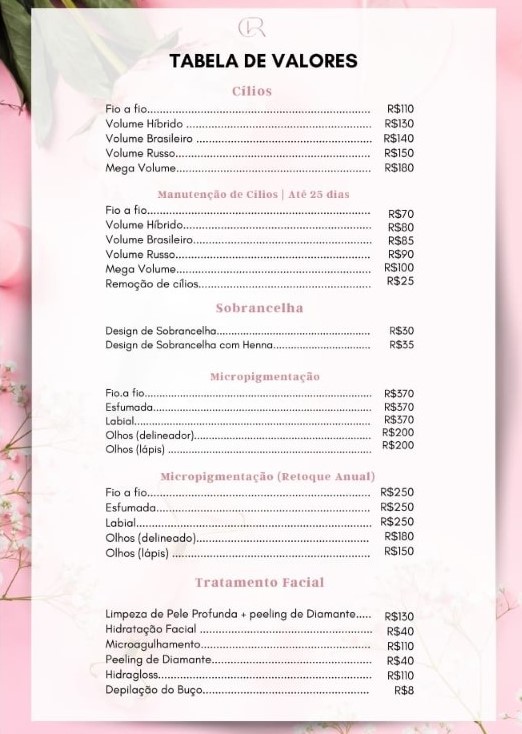 CR
TABELA DE VALORES
Cílios
Fio a fio.......................................................... R$110
Volume Híbrido ................................................ R$130
Volume Brasileiro ............................................. R$140
Volume Russo.................................................. R$150
Mega Volume................................................... R$180
Manutenção de Cílios | Até 25 dias
Fio a fio.......................................................... R$70
Volume Híbrido................................................. R$80
Volume Brasileiro.............................................. R$85
Volume Russo.................................................. R$90
Mega Volume................................................... R$100
Remoção de cílios............................................. R$25
Sobrancelha
Design de Sobrancelha........................................ R$30
Design de Sobrancelha com Henna........................... R$35
Micropigmentação
Fio.a fio.......................................................... R$370
Esfumada........................................................ R$370
Labial............................................................. R$370
Olhos (delineador)............................................. R$200
Olhos (lápis) .................................................... R$200
Micropigmentação (Retoque Anual)
Fio a fio.......................................................... R$250
Esfumada........................................................ R$250
Labial............................................................. R$250
Olhos (delineado).............................................. R$180
Olhos (lápis) .................................................... R$150
Tratamento Facial
Limpeza de Pele Profunda + peeling de Diamante..... R$130
Hidratação Facial .............................................. R$40
Microagulhamento.............................................. R$110
Peeling de Diamante........................................... R$40
Hidragloss....................................................... R$110
Depilação do Buço............................................. R$8